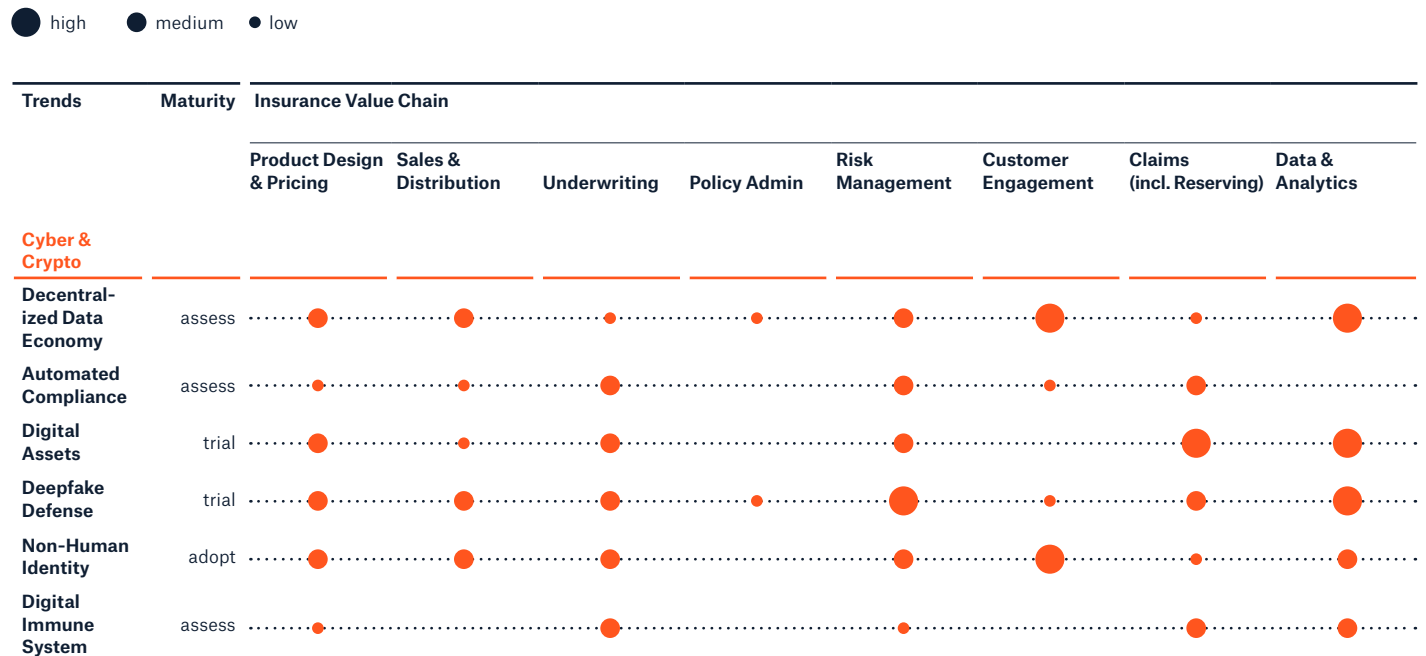 high medium low
Trends Maturity Insurance Value Chain
Product Design Sales & Risk Customer Claims Data &
& Pricing Distribution Underwriting Policy Admin Management Engagement (incl. Reserving) Analytics
Cyber &
Crypto
Decentral-
ized Data assess
Economy
Automated
Compliance assess
Digital
Assets trial
Deepfake
Defense trial
Non-Human
Identity adopt
Digital
Immune assess
System